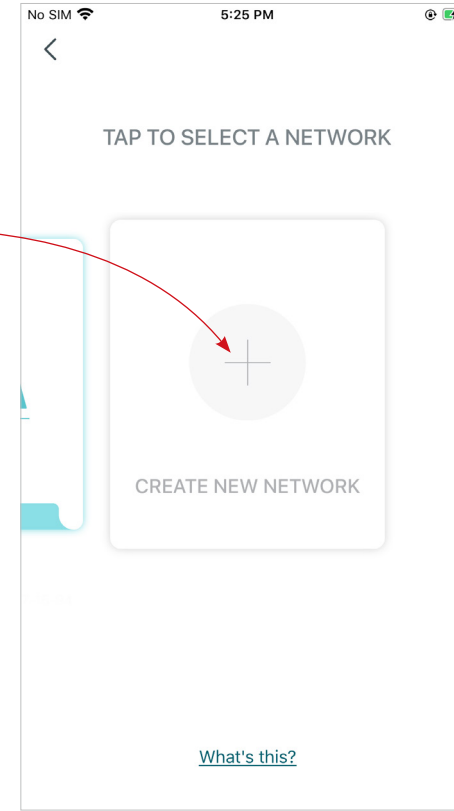 No SIM 5:25 PM
TAP TO SELECT A NETWORK
CREATE NEW NETWORK
What's this?